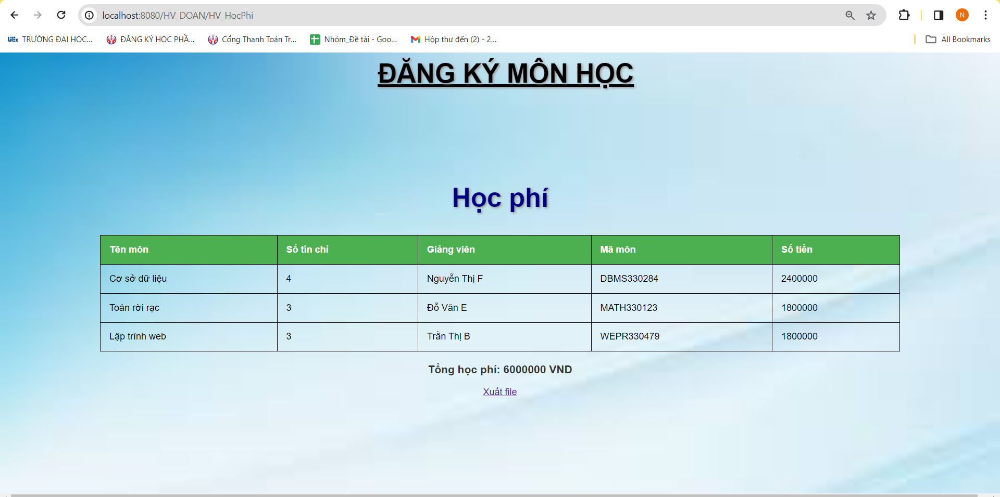 localhost:8080/HV_DOAN/HV_HocPhi
N
UEx TRƯỜNG ĐẠI HỌC... ĐĂNG KÝ HỌC PHẦ... Cổng Thanh Toán Tr... Nhóm_Đề tài - Goo... Hộp thư đến (2) - 2... All Bookmarks
ĐĂNG KÝ MÔN HỌC
Học phí
Tên môn Số tín chỉ Giảng viên Mã môn Số tiền
Cơ sở dữ liệu 4 Nguyễn Thị F DBMS330284 2400000
Toán rời rạc 3 Đỗ Văn E MATH330123 1800000
Lập trình web 3 Trần Thị B WEPR330479 1800000
Tổng học phí: 6000000 VND
Xuất file